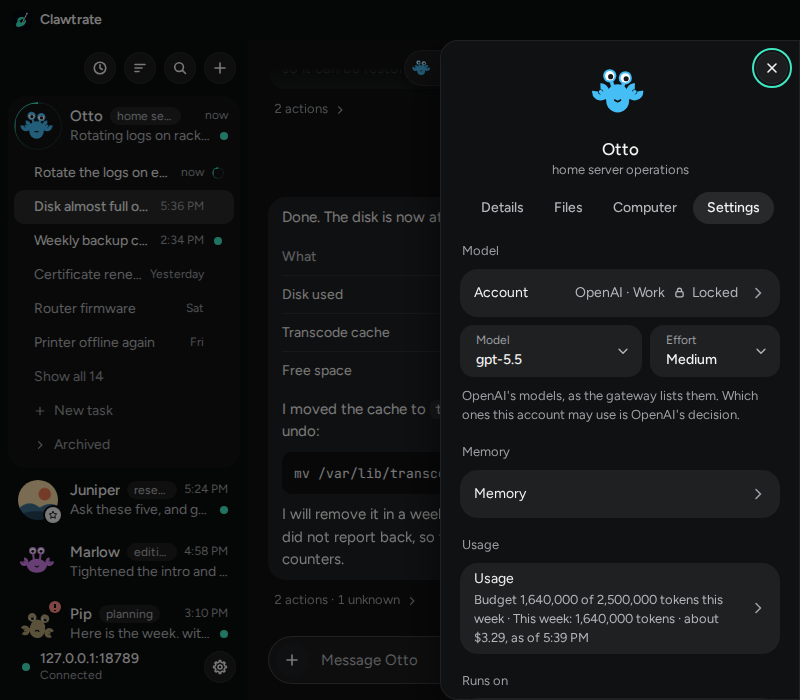 Clawtrate
Otto
home se...
now
Rotating logs on rack...
Rotate the logs on e...
now
Disk almost full o...
5:36 PM
Weekly backup c...
2:34 PM
Certificate rene...
Yesterday
Router firmware
Sat
Printer offline again
Fri
Show all 14
New task
Archived
Juniper
rese...
5:24 PM
Ask these five, and g...
Marlow
editi...
4:58 PM
Tightened the intro and ...
Pip
planning
3:10 PM
Here is the week. wit...
127.0.0.1:18789
Connected
2 actions
Done. The disk is now at
What
Disk used
Transcode cache
Free space
I moved the cache to
undo:
mv /var/lib/transc
I will remove it in a wee
did not report back, so
counters.
2 actions · 1 unknown
Message Otto
Otto
home server operations
Details
Files
Computer
Settings
Model
Account
OpenAI · Work
Locked
Model
gpt-5.5
Effort
Medium
OpenAI's models, as the gateway lists them. Which
ones this account may use is OpenAI's decision.
Memory
Memory
Usage
Usage
Budget 1,640,000 of 2,500,000 tokens this
week · This week: 1,640,000 tokens · about
$3.29, as of 5:39 PM
Runs on